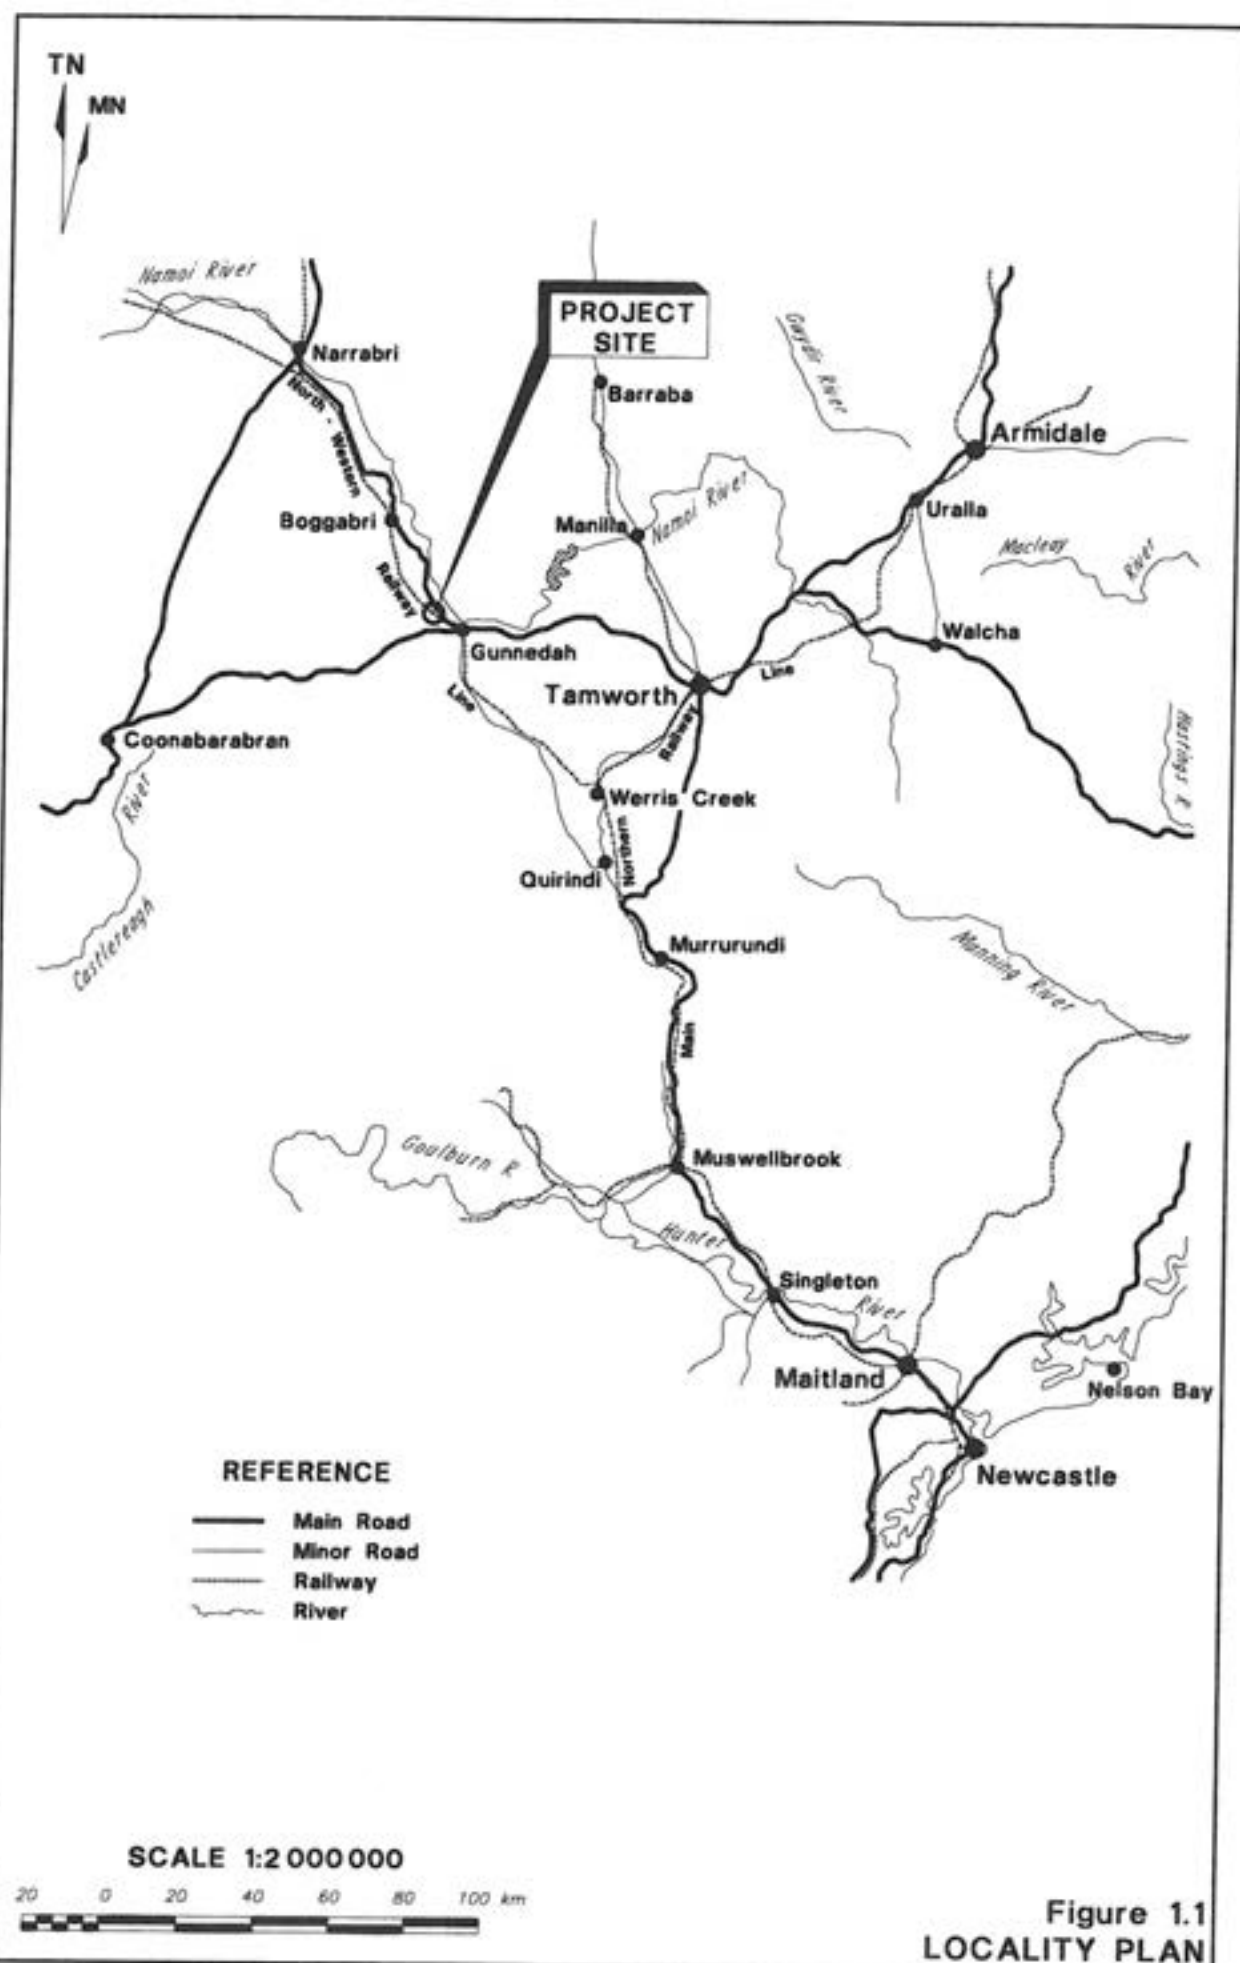 TN
MN
Namoi River
PROJECT
SITE
Narrabri
North - Western
Barraba
Gwydir River
Armidale
Boggabri
Manilla
Namoi River
Uralla
Macleay River
Railway
Gunnedah
Walcha
Line
Tamworth
Line
Railway
Hastings R.
Coonabarabran
River
Werris Creek
Northern
Quirindi
Castlereagh
Murrurundi
Manning River
Main
Goulburn R
Muswellbrook
Hunter
Singleton
River
Maitland
Nelson Bay
Newcastle
REFERENCE
Main Road
Minor Road
Railway
River
SCALE 1:2 000 000
20 0 20 40 60 80 100 km
Figure 1.1
LOCALITY PLAN